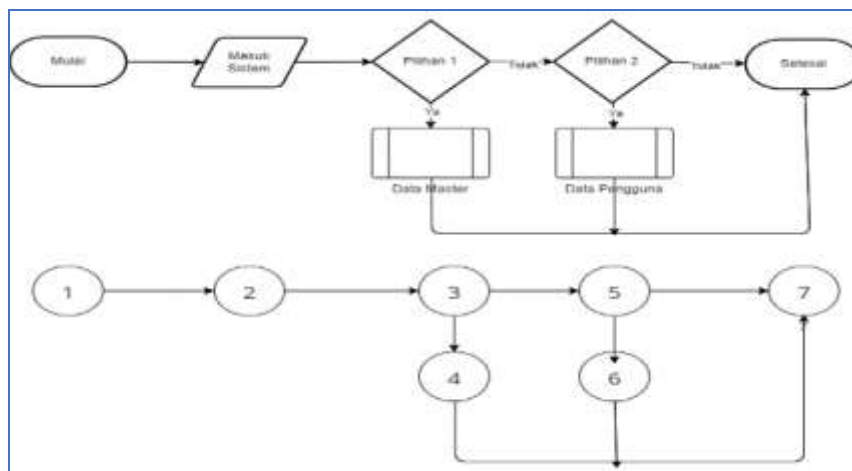 Mulai
Masuk
Sistem
Pilihan 1
Tidak
Pilihan 2
Tidak
Selesai
Ya
Ya
Data Master
Data Pengguna
1
2
3
5
7
4
6